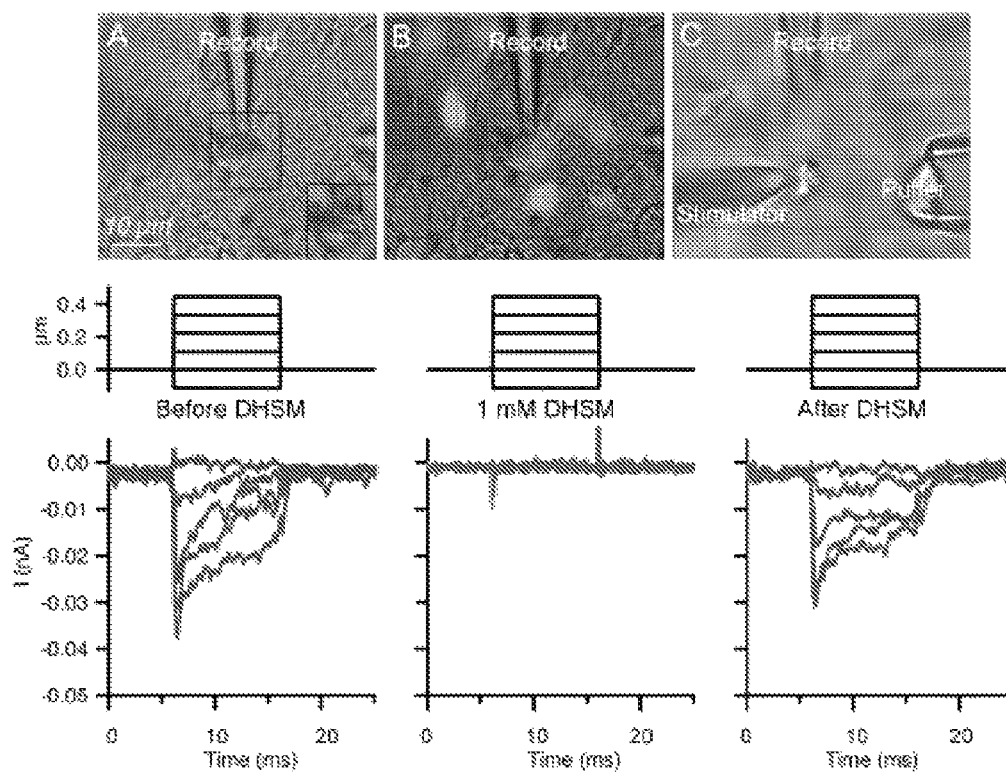 A
Record
B
Record
C
Record
10 µm
Stimulator
Puffer
µm
0.4
0.2
0.0
Before DHSM
1 mM DHSM
After DHSM
I (nA)
0.00
-0.01
-0.02
-0.03
-0.04
-0.05
0 10 20
0 10 20
0 10 20
Time (ms)
Time (ms)
Time (ms)